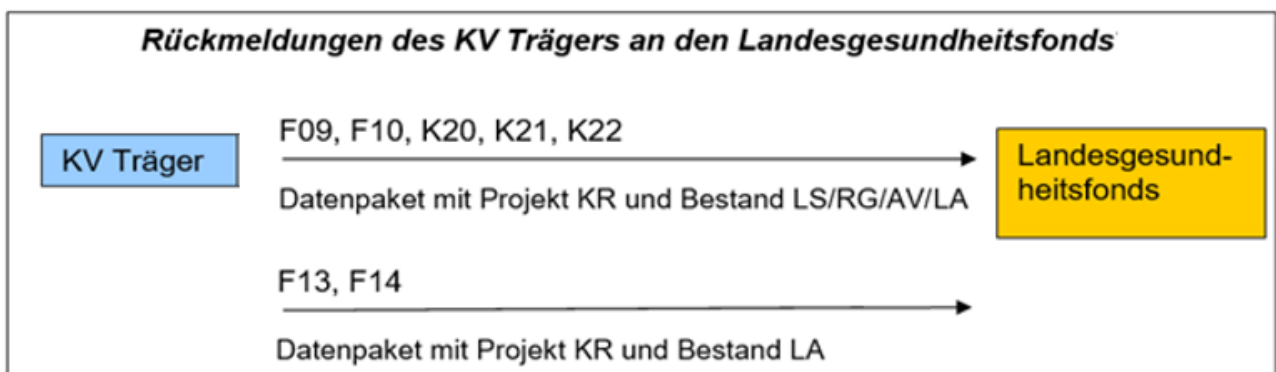 Rückmeldungen des KV Trägers an den Landesgesundheitsfonds
F09, F10, K20, K21, K22
KV Träger
Landesgesund-
heitsfonds
Datenpaket mit Projekt KR und Bestand LS/RG/AV/LA
F13, F14
Datenpaket mit Projekt KR und Bestand LA